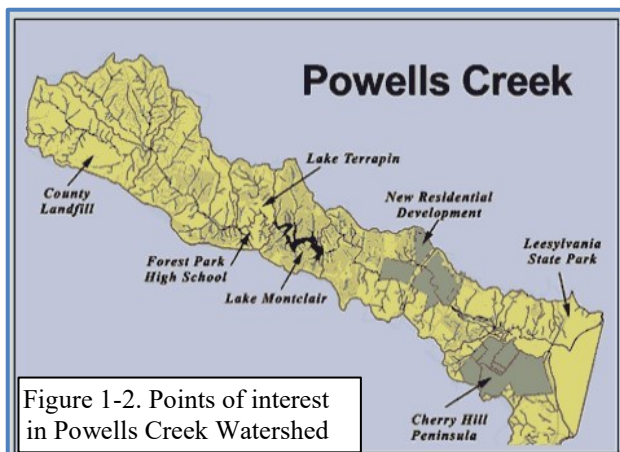 Powells Creek
Lake Terrapin
County
Landfill
New Residential
Development
Leesylvania
State Park
Forest Park
High School
Lake Montclair
Figure 1-2. Points of interest
in Powells Creek Watershed
Cherry Hill
Peninsula